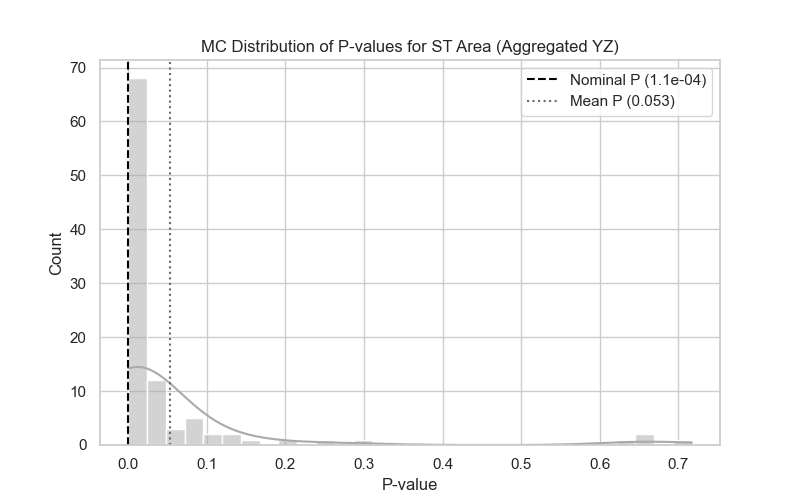 MC Distribution of P-values for ST Area (Aggregated YZ)
Nominal P (1.1e-04)
Mean P (0.053)
70
60
50
40
30
20
10
0
Count
0.0 0.1 0.2 0.3 0.4 0.5 0.6 0.7
P-value